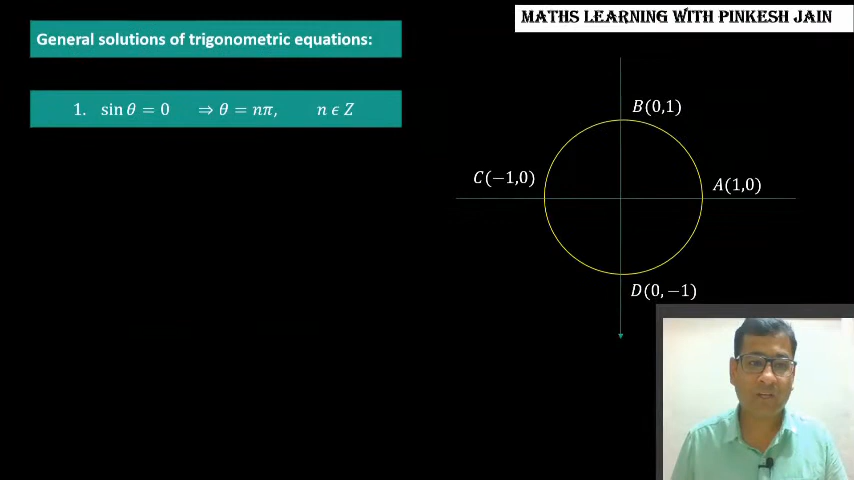 MATHS LEARNING WITH PINKESH JAIN
General solutions of trigonometric equations:
1. sin θ = 0 ⇒ θ = nπ, n ϵ Z
B(0,1)
C(−1,0)
A(1,0)
D(0,−1)